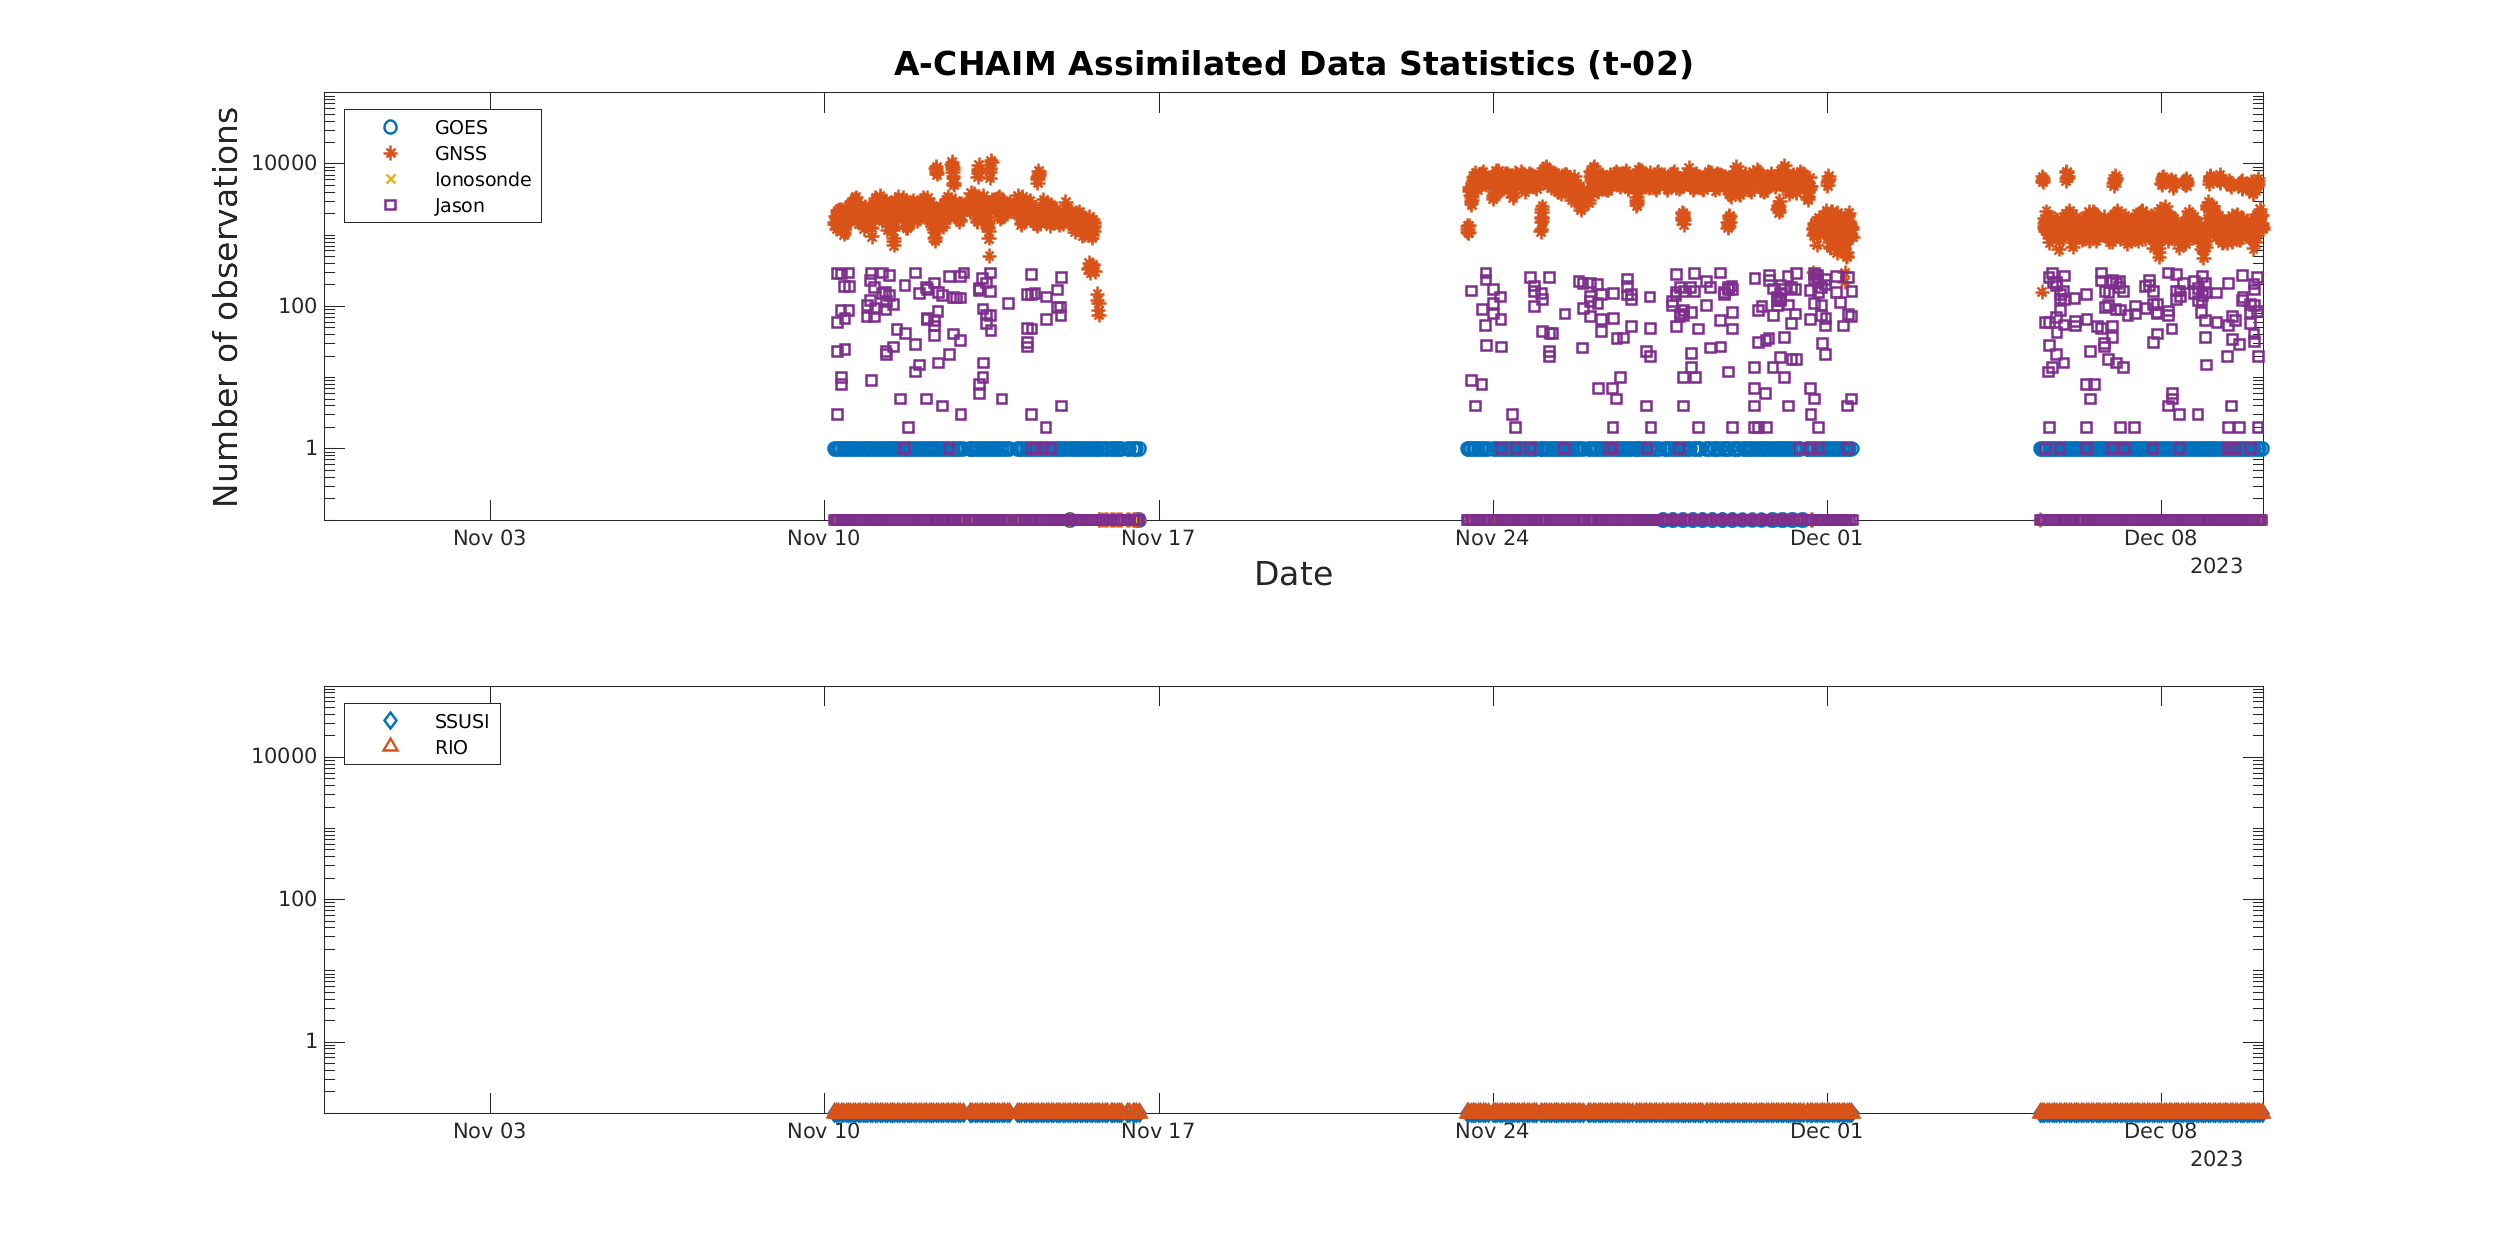 A-CHAIM Assimilated Data Statistics (t-02)
Number of observations
GOES
GNSS
Ionosonde
Jason
10000
100
1
Nov 03
Nov 10
Nov 17
Nov 24
Dec 01
Dec 08
2023
Date
SSUSI
RIO
10000
100
1
Nov 03
Nov 10
Nov 17
Nov 24
Dec 01
Dec 08
2023